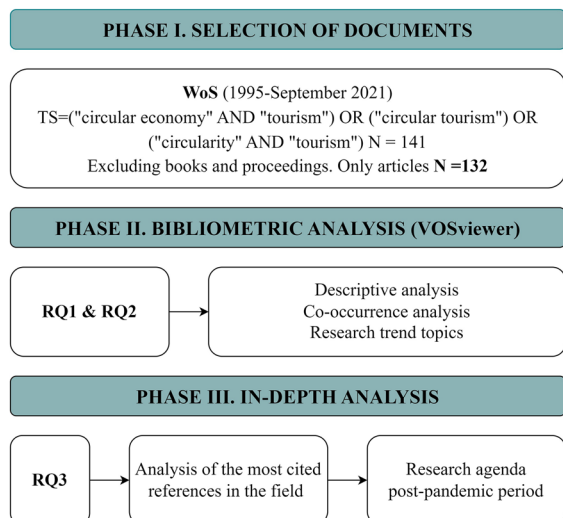 PHASE I. SELECTION OF DOCUMENTS
WoS (1995-September 2021)
TS=("circular economy" AND "tourism") OR ("circular tourism") OR
("circularity" AND "tourism") N = 141
Excluding books and proceedings. Only articles N =132
PHASE II. BIBLIOMETRIC ANALYSIS (VOSviewer)
RQ1 & RQ2
Descriptive analysis
Co-occurrence analysis
Research trend topics
PHASE III. IN-DEPTH ANALYSIS
RQ3
Analysis of the most cited
references in the field
Research agenda
post-pandemic period